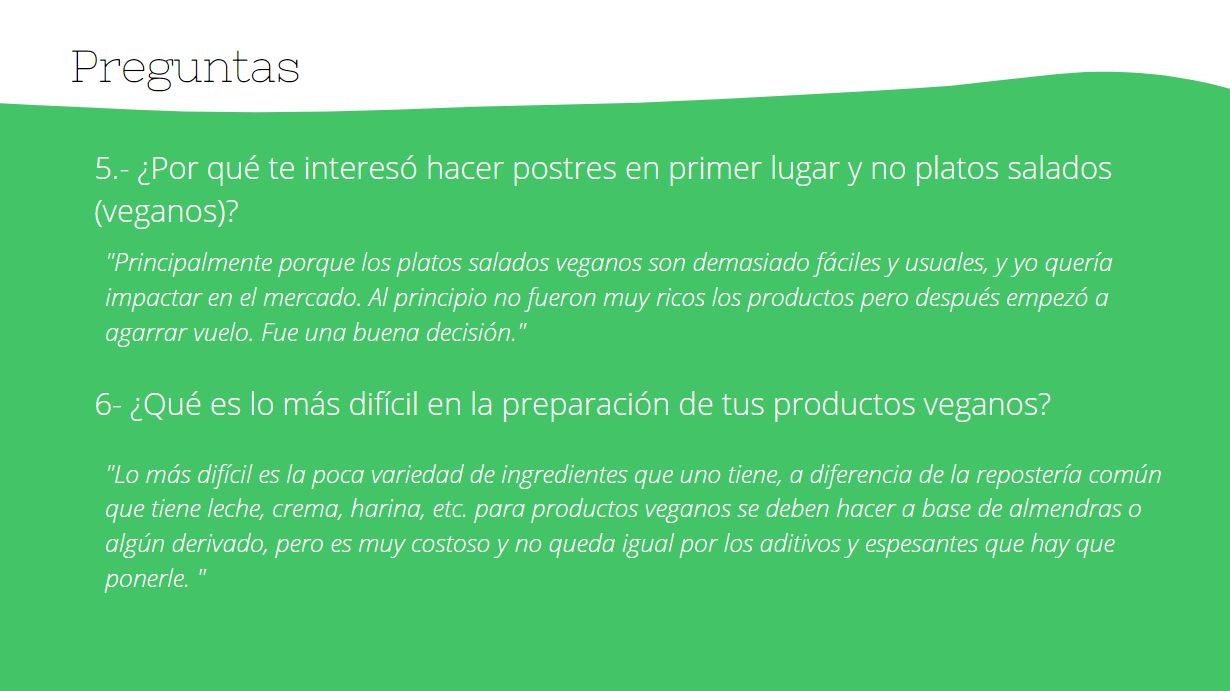 Preguntas
5.- ¿Por qué te interesó hacer postres en primer lugar y no platos salados
(veganos)?
"Principalmente porque los platos salados veganos son demasiado fáciles y usuales, y yo quería
impactar en el mercado. Al principio no fueron muy ricos los productos pero después empezó a
agarrar vuelo. Fue una buena decisión."
6- ¿Qué es lo más difícil en la preparación de tus productos veganos?
"Lo más difícil es la poca variedad de ingredientes que uno tiene, a diferencia de la repostería común
que tiene leche, crema, harina, etc. para productos veganos se deben hacer a base de almendras o
algún derivado, pero es muy costoso y no queda igual por los aditivos y espesantes que hay que
ponerle. "